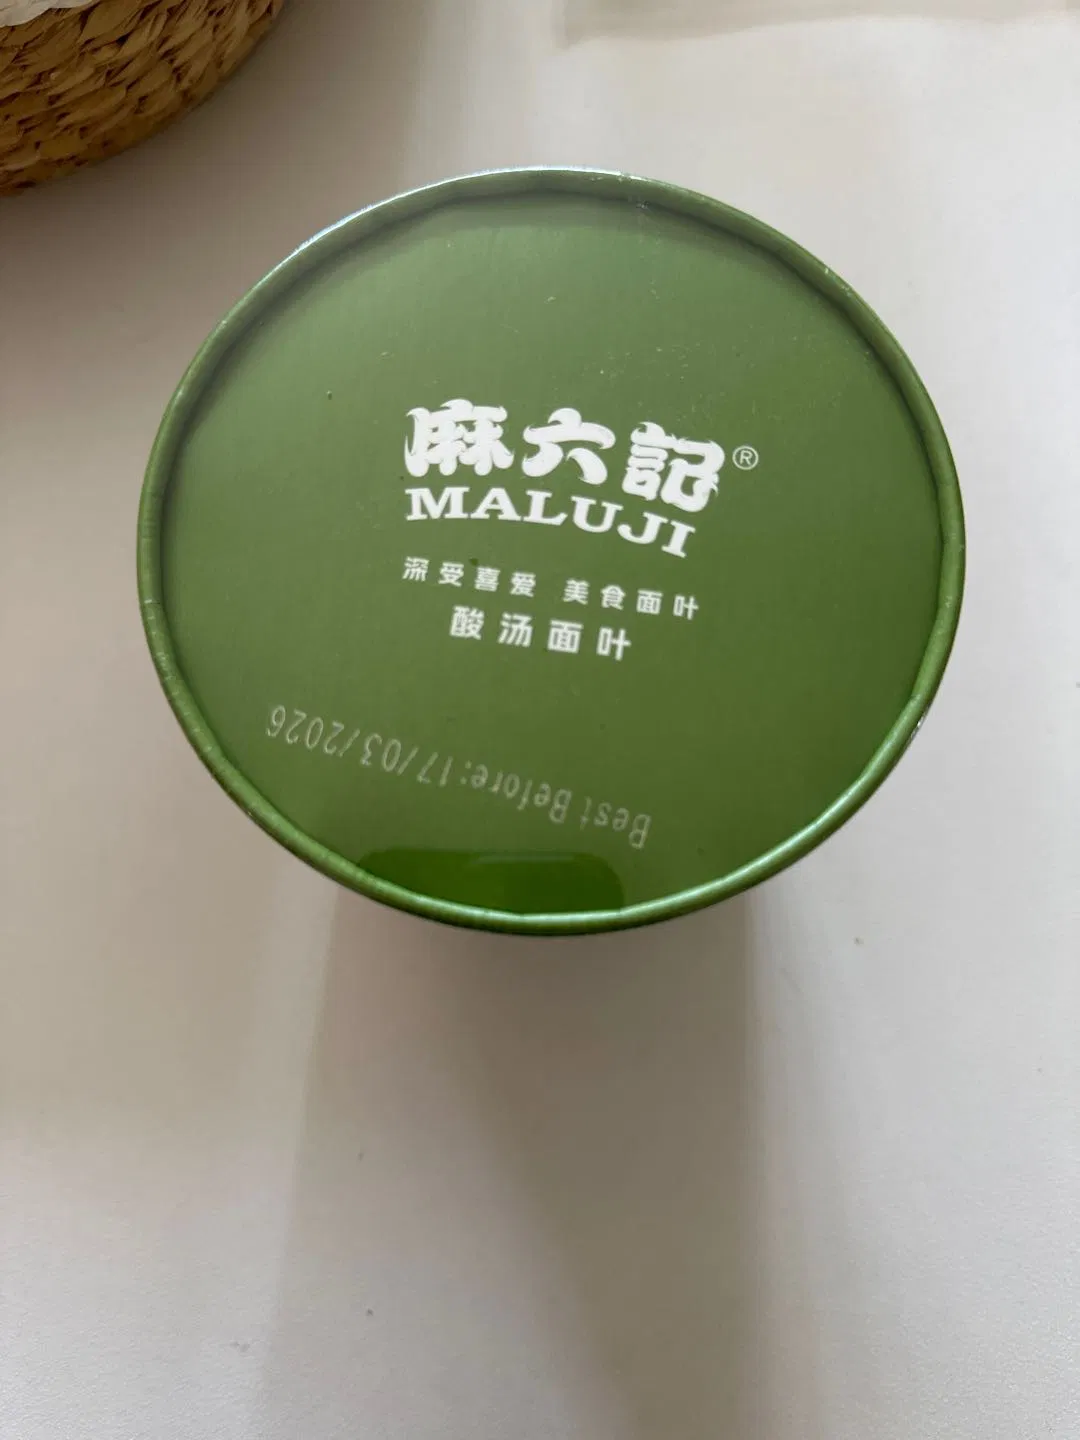 麻六記®
MALUJI
深受喜爱 美食面叶
酸汤面叶
Best Before:17/03/2026